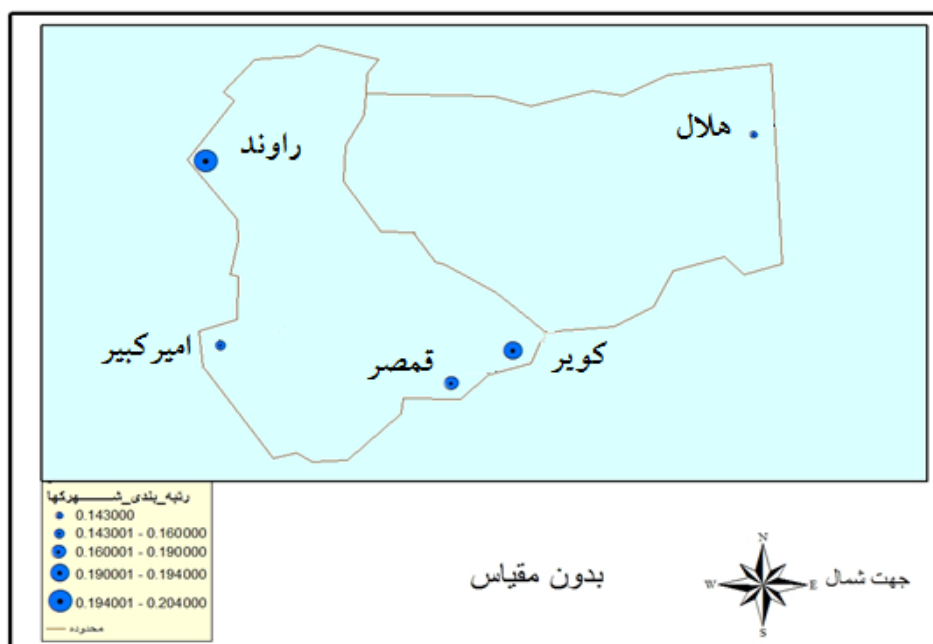 هلال
راوند
امیرکبیر
قمصر
کویر
رتبه_بندی_شـــهرکها
0.143000
0.143001 - 0.160000
0.160001 - 0.190000
0.190001 - 0.194000
0.194001 - 0.204000
محدوده
بدون مقیاس
جهت شمال
N
W E
S